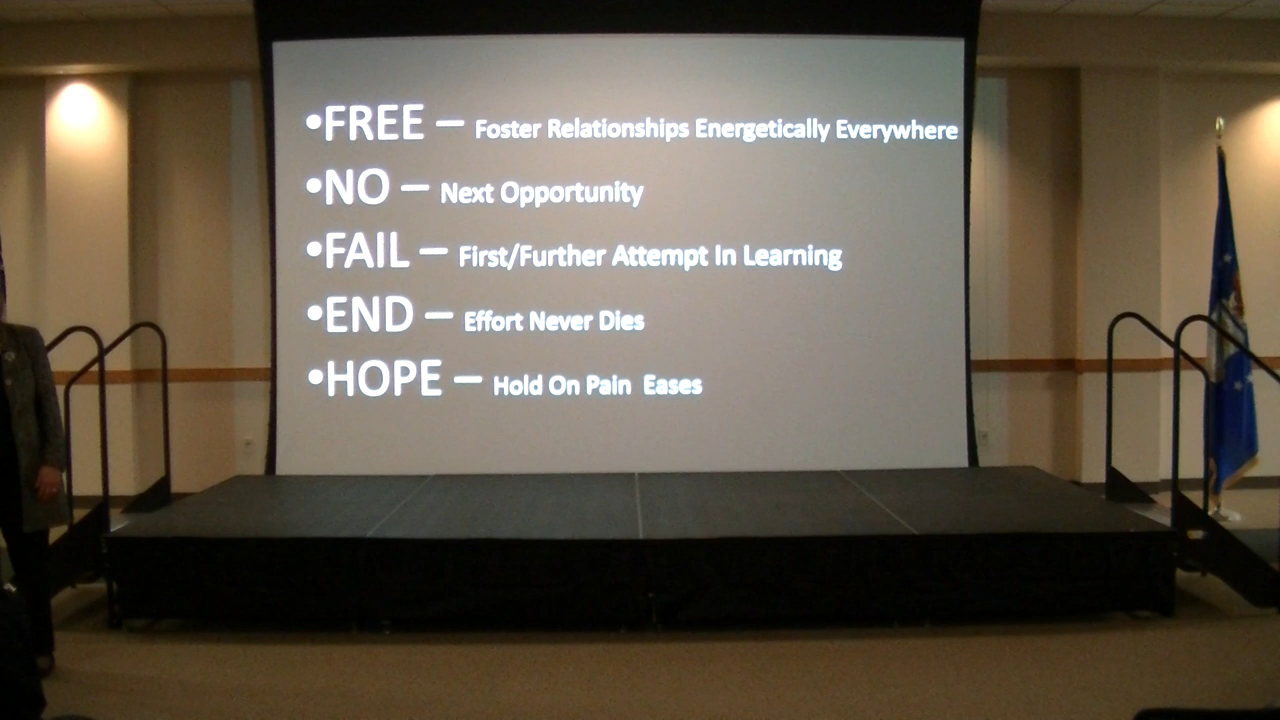 •FREE – Foster Relationships Energetically Everywhere
•NO – Next Opportunity
•FAIL – First/Further Attempt In Learning
•END – Effort Never Dies
•HOPE – Hold On Pain  Eases